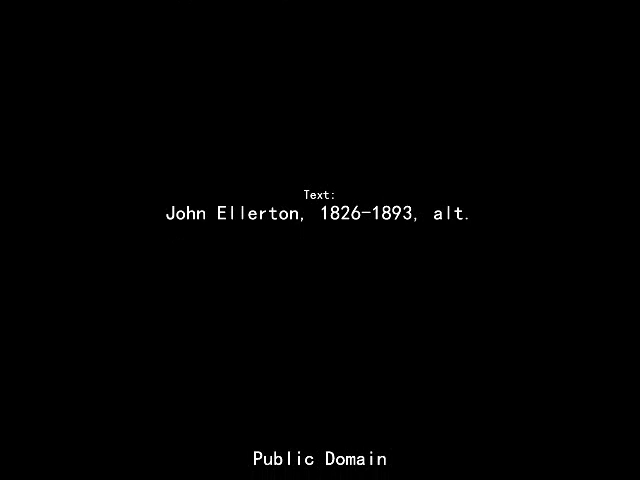 Text:
John Ellerton, 1826-1893, alt.
Public Domain